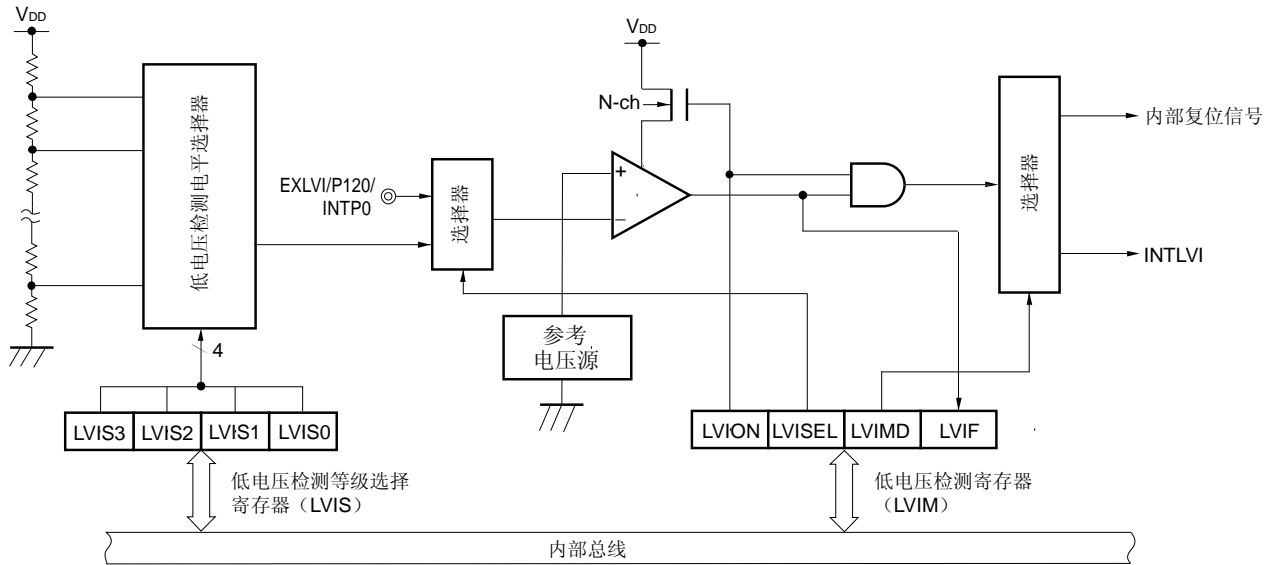 VDD
VDD
N-ch
低电压检测电平选择器
EXLVI/P120/
INTP0
选择器
+
−
选择器
内部复位信号
INTLVI
参考
电压源
4
LVIS3 LVIS2 LVIS1 LVIS0
LVION LVISEL LVIMD LVIF
低电压检测等级选择
寄存器（LVIS）
低电压检测寄存器
（LVIM）
内部总线